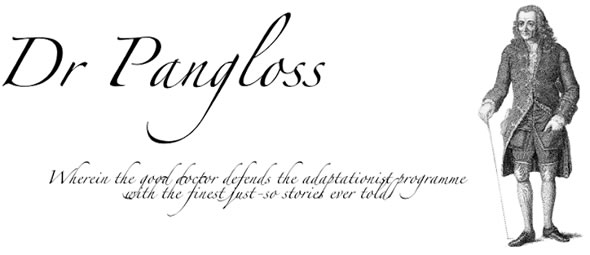 Dr Pangloss
Wherein the good doctor defends the adaptationist programme
with the finest just-so stories ever told